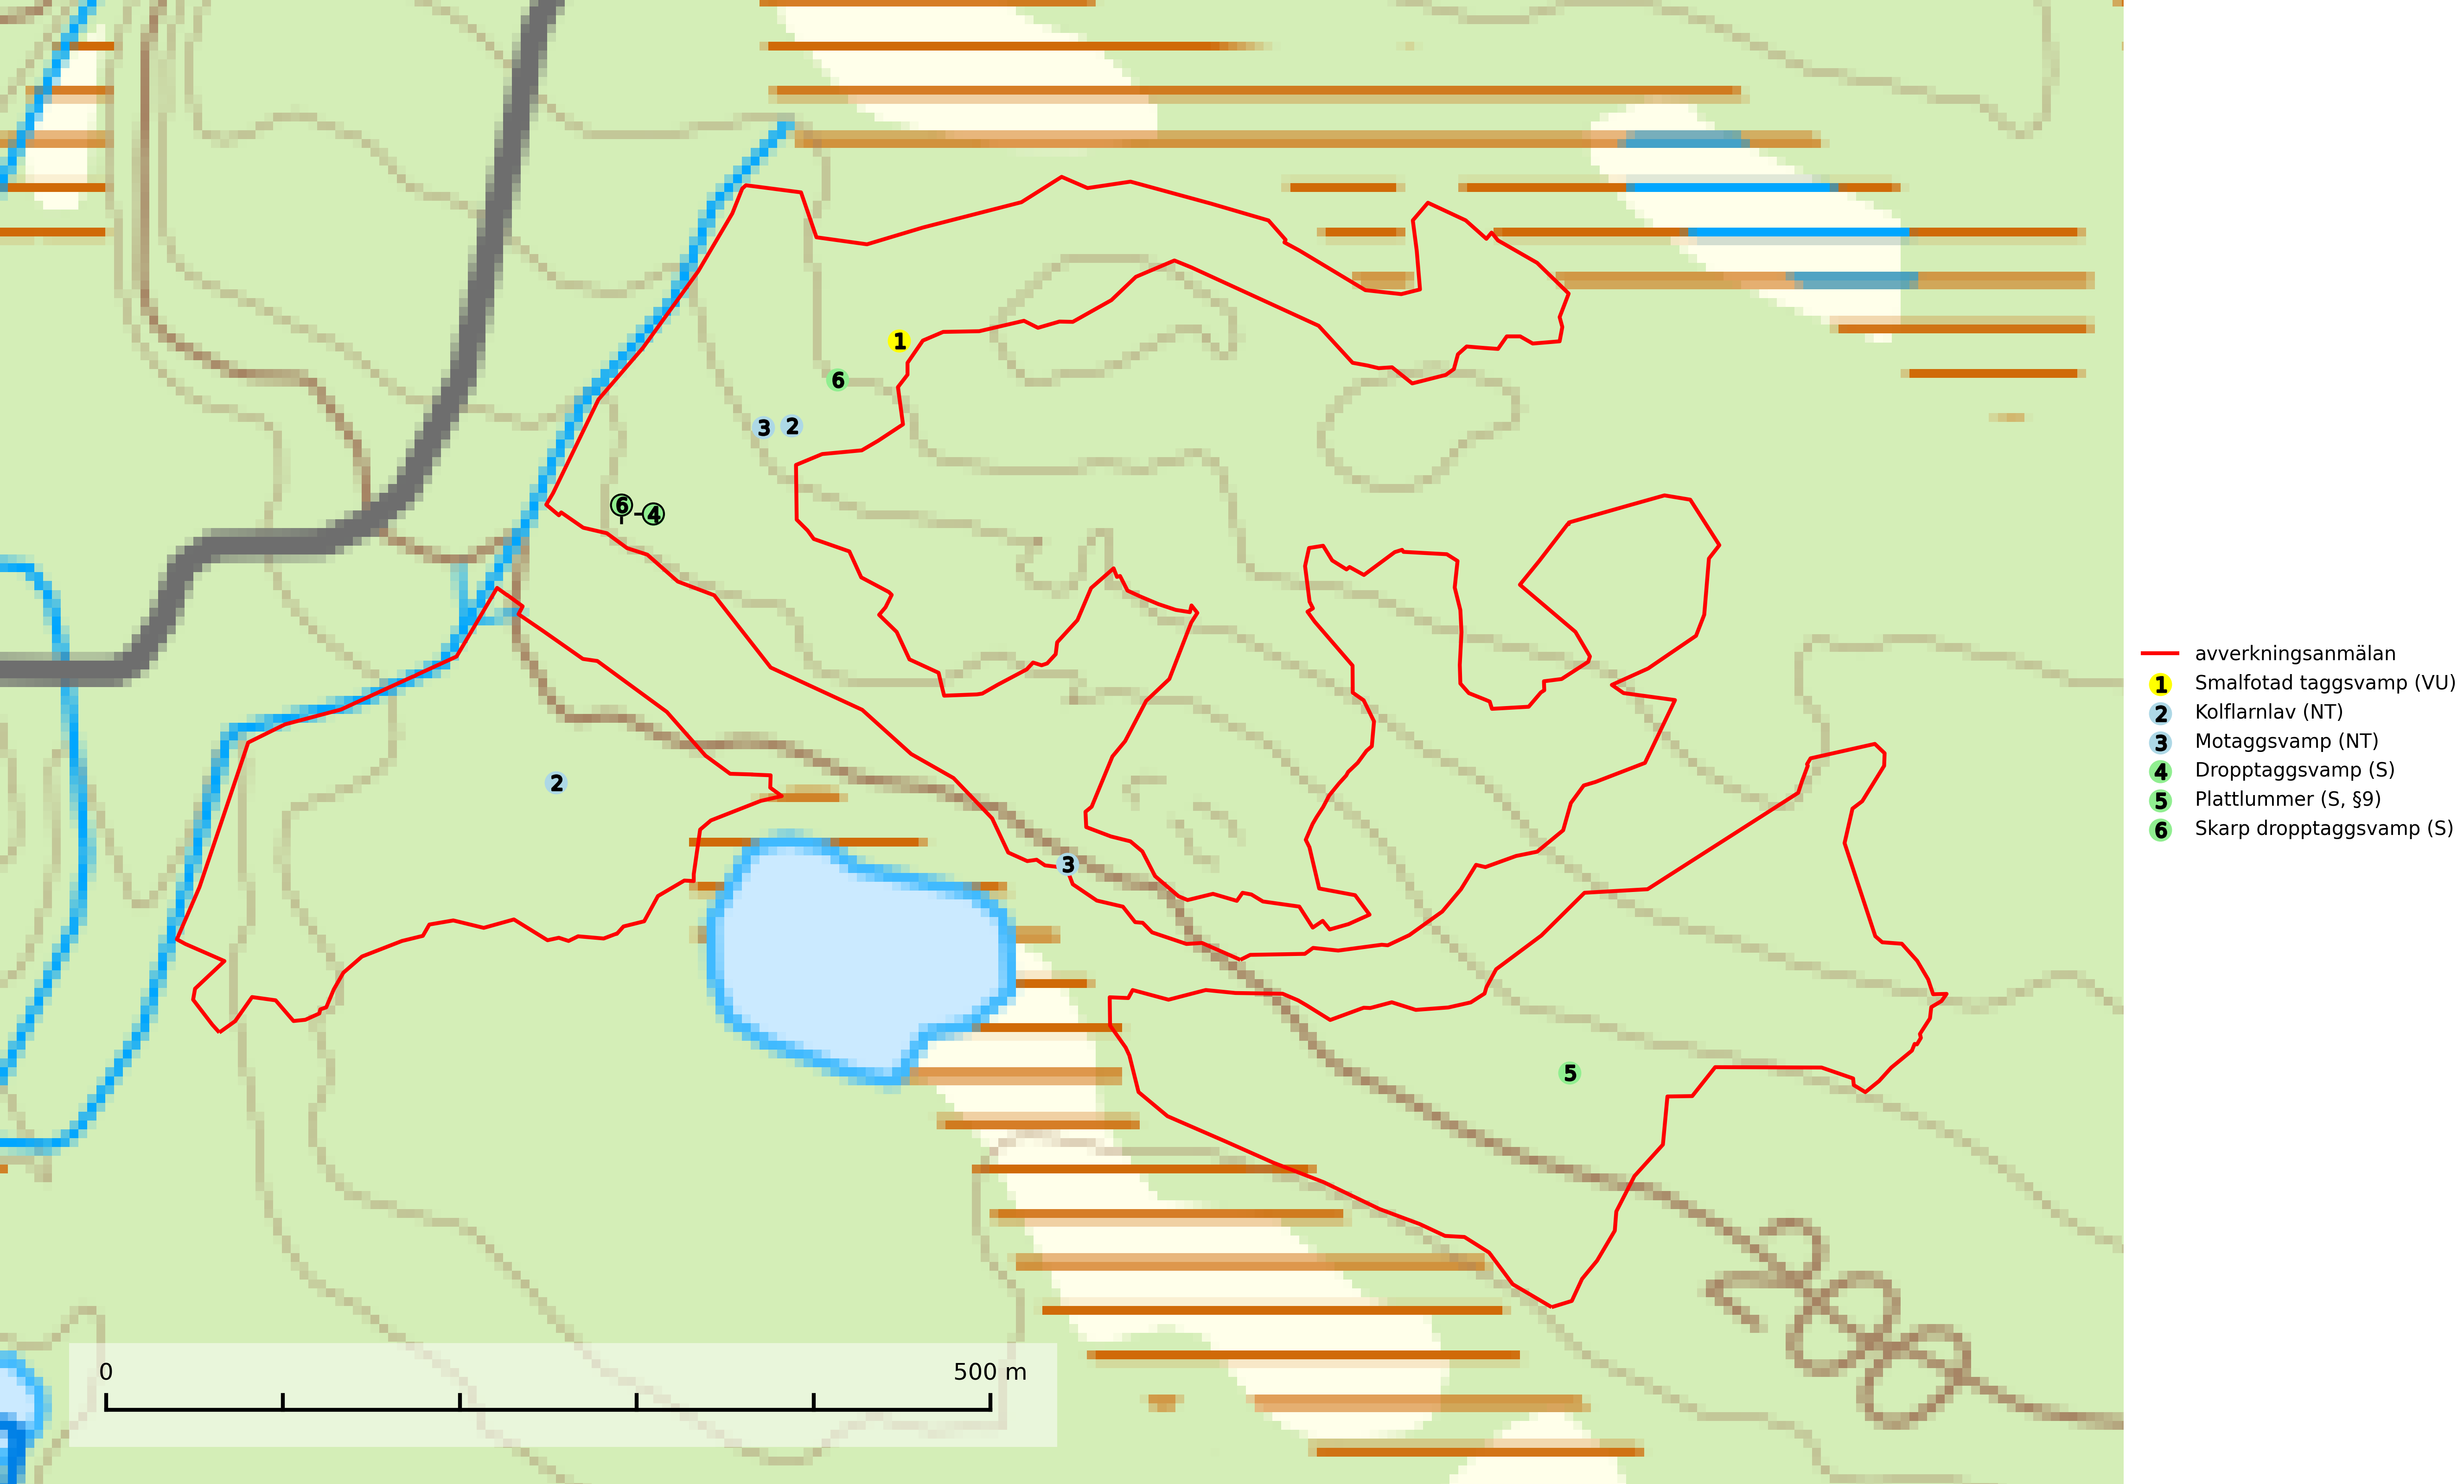 1
6
3 2
6 4
2
3
5
0 500 m
avverkningsanmälan
1 Smalfotad taggsvamp (VU)
2 Kolflarnlav (NT)
3 Motaggsvamp (NT)
4 Dropptaggsvamp (S)
5 Plattlummer (S, §9)
6 Skarp dropptaggsvamp (S)